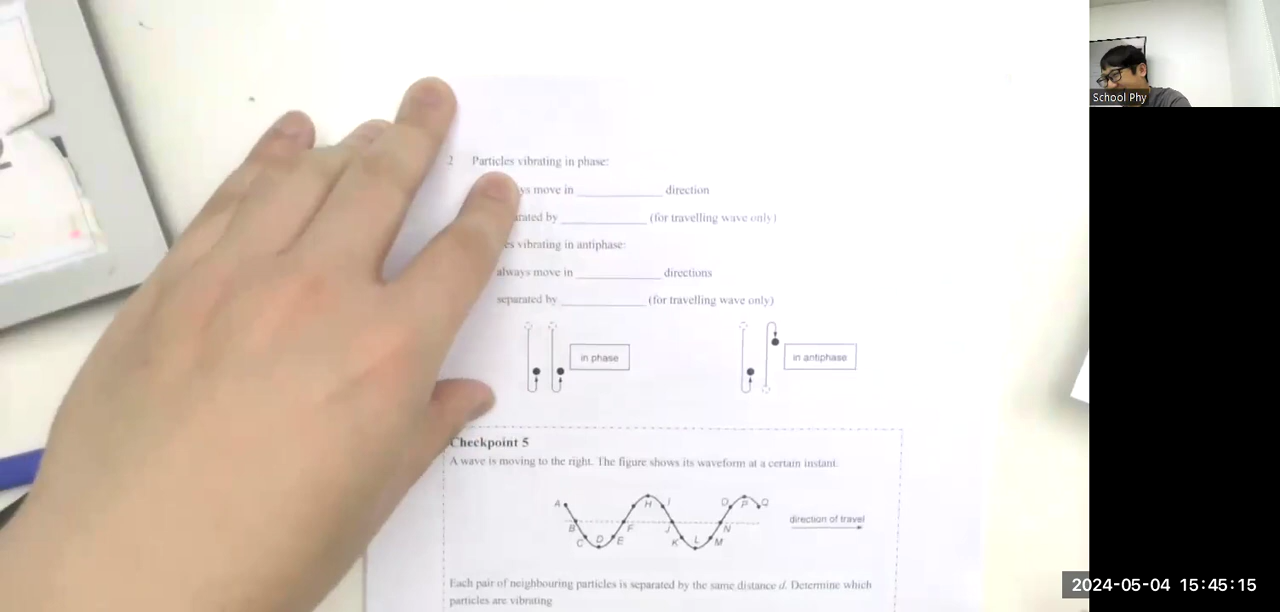 2 Particles vibrating in phase:
ys move in ____________ direction
rated by ____________ (for travelling wave only)
es vibrating in antiphase:
always move in ____________ directions
separated by ____________ (for travelling wave only)
in phase
in antiphase
Checkpoint 5
A wave is moving to the right. The figure shows its waveform at a certain instant.
A B C D E F H I J K L M N O P Q
direction of travel
Each pair of neighbouring particles is separated by the same distance d. Determine which
particles are vibrating
School Phy
2024-05-04 15:45:15